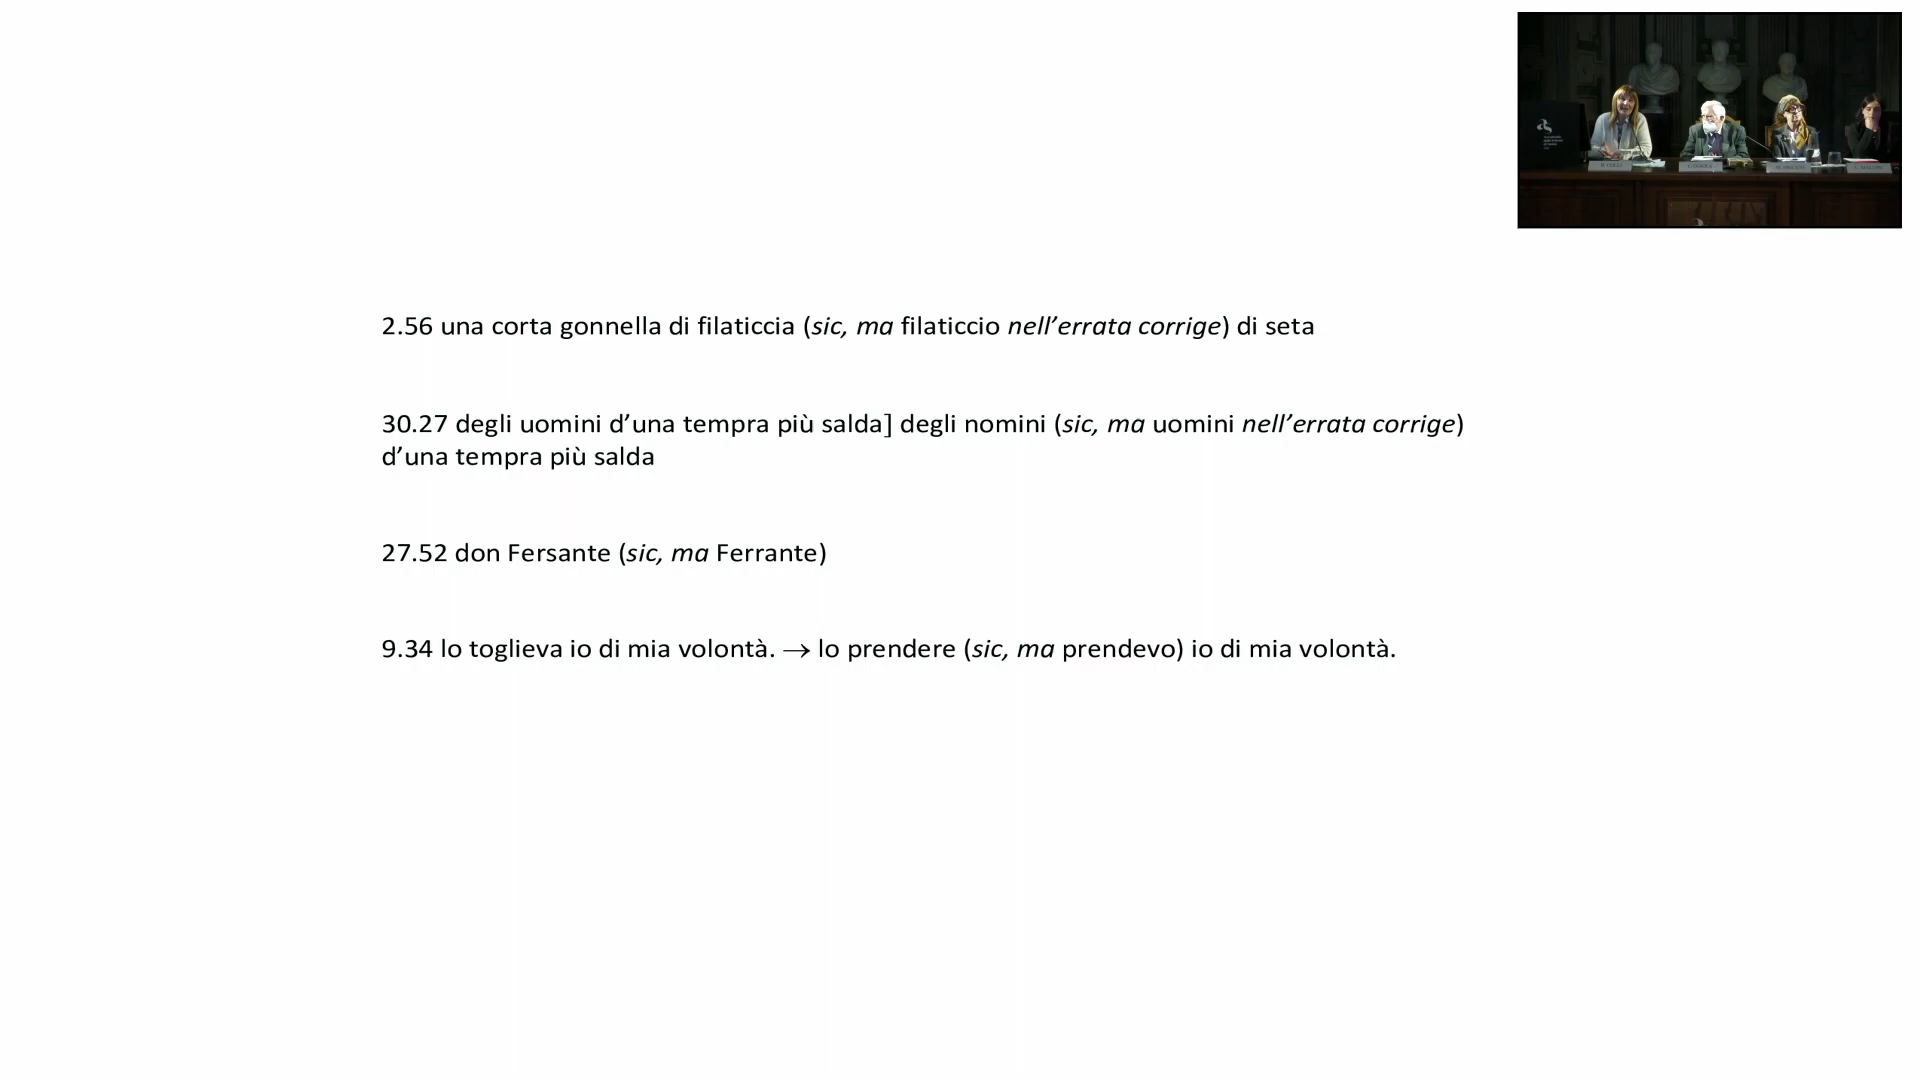 2.56 una corta gonnella di filaticcia (sic, ma filaticcio nell’errata corrige) di seta
30.27 degli uomini d’una tempra più salda] degli nomini (sic, ma uomini nell’errata corrige)
d’una tempra più salda
27.52 don Fersante (sic, ma Ferrante)
9.34 lo toglieva io di mia volontà. → lo prendere (sic, ma prendevo) io di mia volontà.